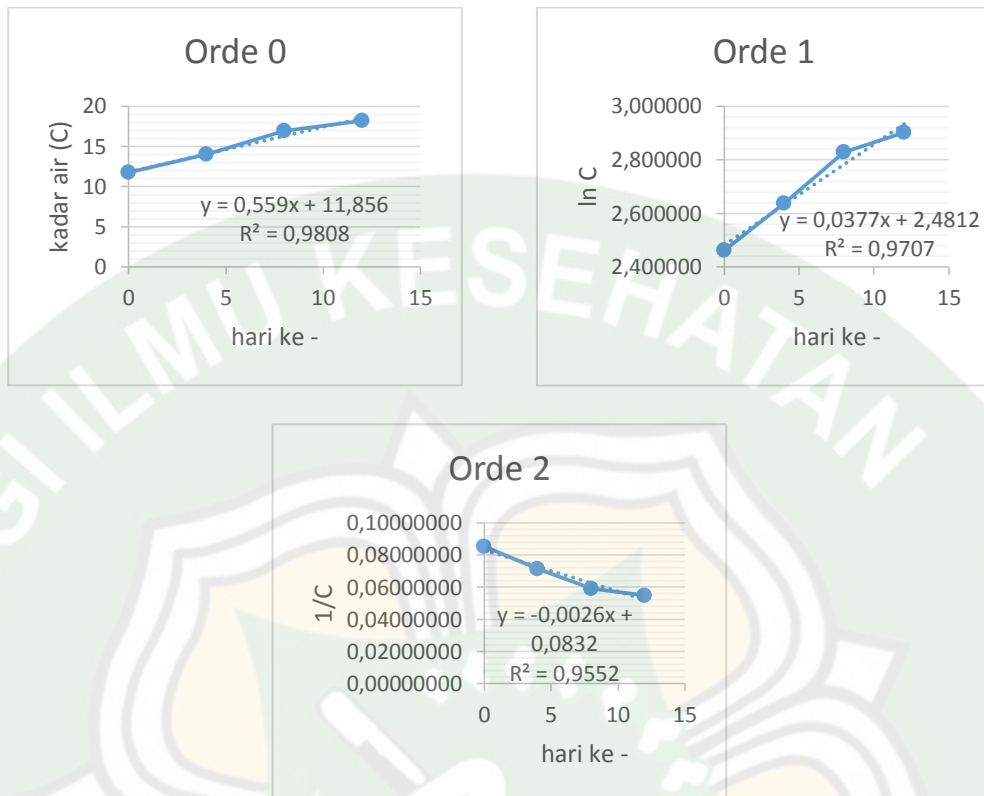 Orde 0
kadar air (C)
20
15
10
5
0
y = 0,559x + 11,856
R² = 0,9808
0 5 10 15
hari ke -
Orde 1
ln C
3,000000
2,800000
2,600000
2,400000
y = 0,0377x + 2,4812
R² = 0,9707
0 5 10 15
hari ke -
Orde 2
1/C
0,10000000
0,08000000
0,06000000
0,04000000
0,02000000
0,00000000
y = -0,0026x +
0,0832
R² = 0,9552
0 5 10 15
hari ke -
GI ILMU KESEHATAN